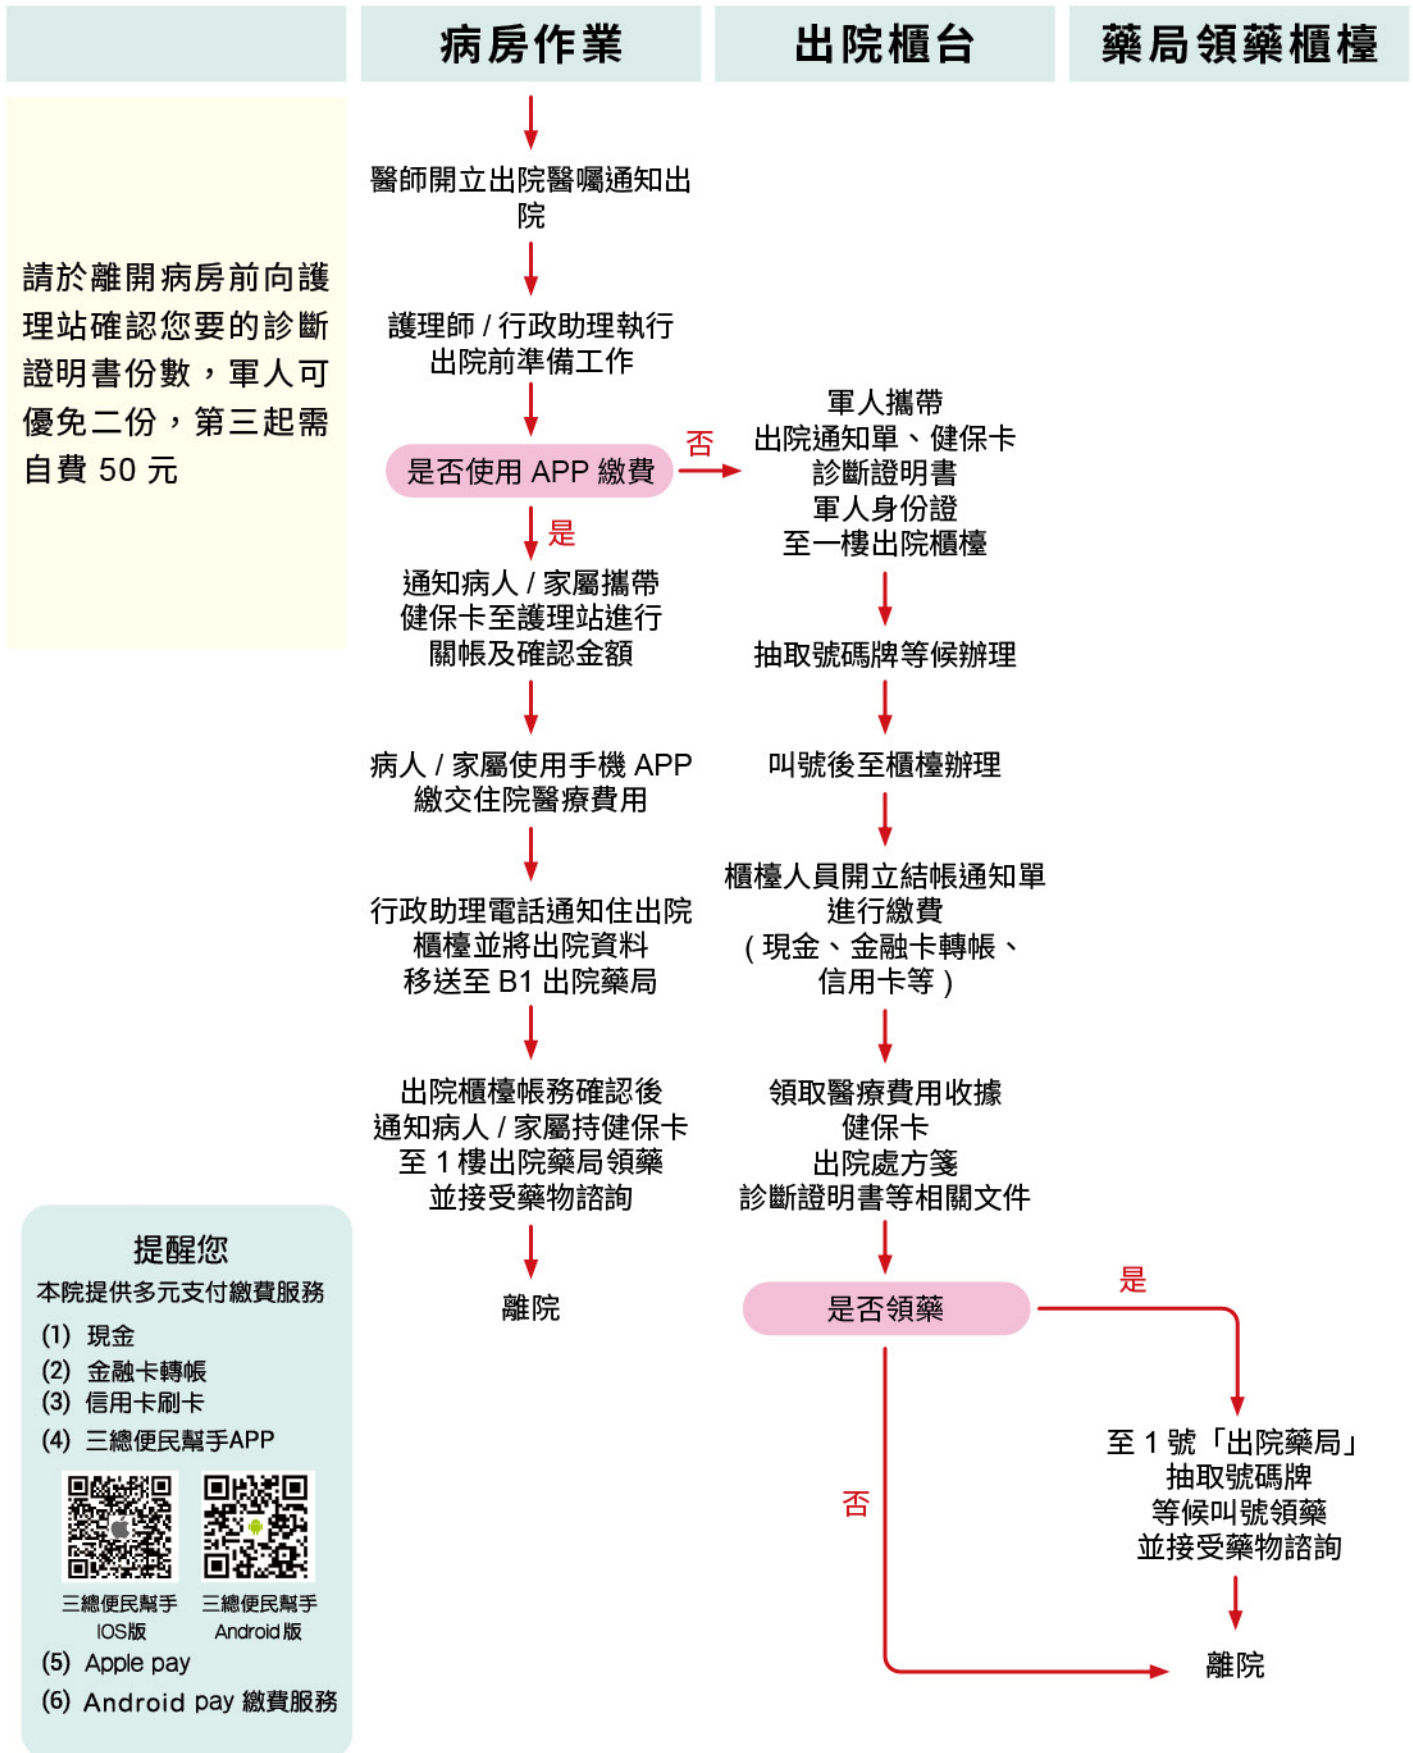 病房作業
出院櫃台
藥局領藥櫃檯
請於離開病房前向護
理站確認您要的診斷
證明書份數，軍人可
優免二份，第三起需
自費 50 元
醫師開立出院醫囑通知出
院
護理師 / 行政助理執行
出院前準備工作
是否使用 APP 繳費
否
是
通知病人 / 家屬攜帶
健保卡至護理站進行
關帳及確認金額
病人 / 家屬使用手機 APP
繳交住院醫療費用
行政助理電話通知住出院
櫃檯並將出院資料
移送至 B1 出院藥局
出院櫃檯帳務確認後
通知病人 / 家屬持健保卡
至 1 樓出院藥局領藥
並接受藥物諮詢
離院
軍人攜帶
出院通知單、健保卡
診斷證明書
軍人身份證
至一樓出院櫃檯
抽取號碼牌等候辦理
叫號後至櫃檯辦理
櫃檯人員開立結帳通知單
進行繳費
( 現金、金融卡轉帳、
信用卡等 )
領取醫療費用收據
健保卡
出院處方箋
診斷證明書等相關文件
是否領藥
是
否
至 1 號「出院藥局」
抽取號碼牌
等候叫號領藥
並接受藥物諮詢
離院
提醒您
本院提供多元支付繳費服務
(1) 現金
(2) 金融卡轉帳
(3) 信用卡刷卡
(4) 三總便民幫手APP
三總便民幫手
IOS版
三總便民幫手
Android 版
(5) Apple pay
(6) Android pay 繳費服務